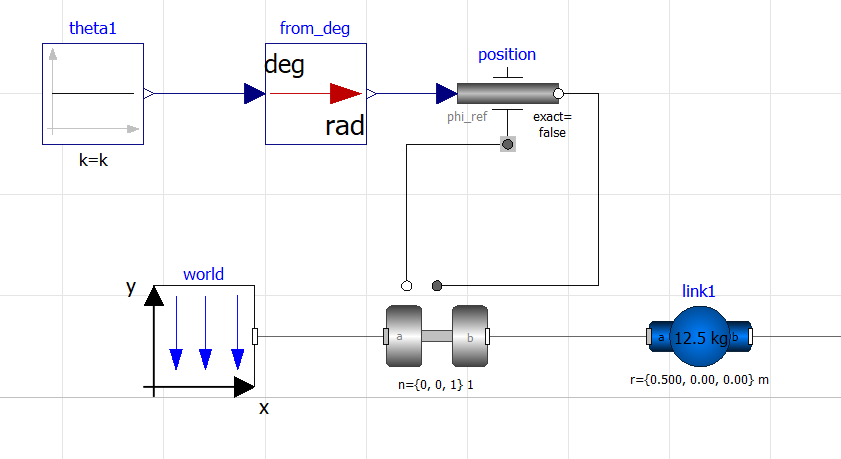 theta1
from_deg
position
deg
rad
phi_ref
exact=
false
k=k
world
y
x
a
b
n={0, 0, 1} 1
link1
a
12.5 kg
b
r={0.500, 0.00, 0.00} m